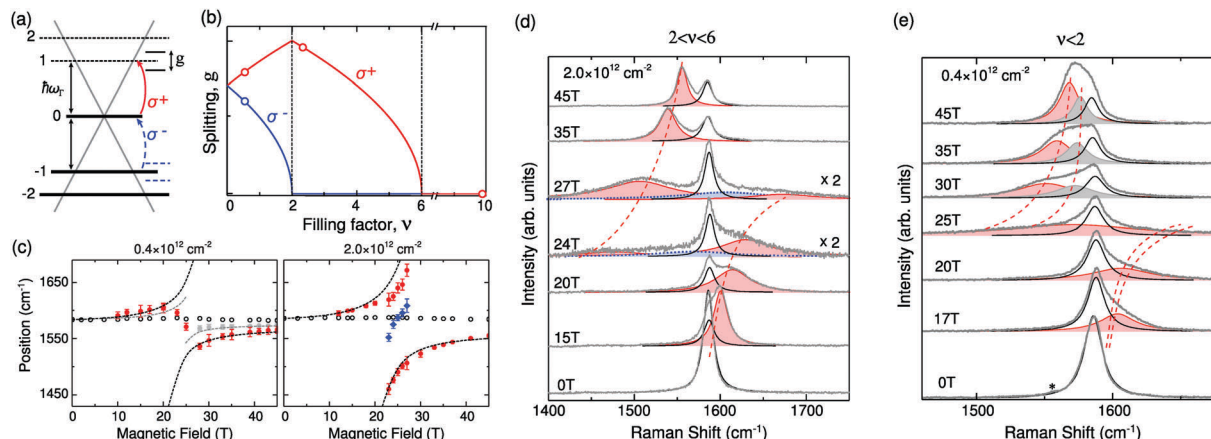 (a)
2
1
ħωΓ
0
-1
-2
g
σ+
σ-
(b)
Splitting, g
σ+
σ-
0
2
4
6
10
Filling factor, ν
(c)
0.4×10¹² cm⁻²
2.0×10¹² cm⁻²
Position (cm⁻¹)
1650
1550
1450
0 10 20 30 40
0 10 20 30 40
Magnetic Field (T)
Magnetic Field (T)
(d)
2<ν<6
2.0×10¹² cm⁻²
45T
35T
27T
x 2
24T
x 2
20T
15T
0T
Intensity (arb. units)
1400 1500 1600 1700
Raman Shift (cm⁻¹)
(e)
ν<2
0.4×10¹² cm⁻²
45T
35T
30T
25T
20T
17T
0T
*
Intensity (arb. units)
1500 1600
Raman Shift (cm⁻¹)